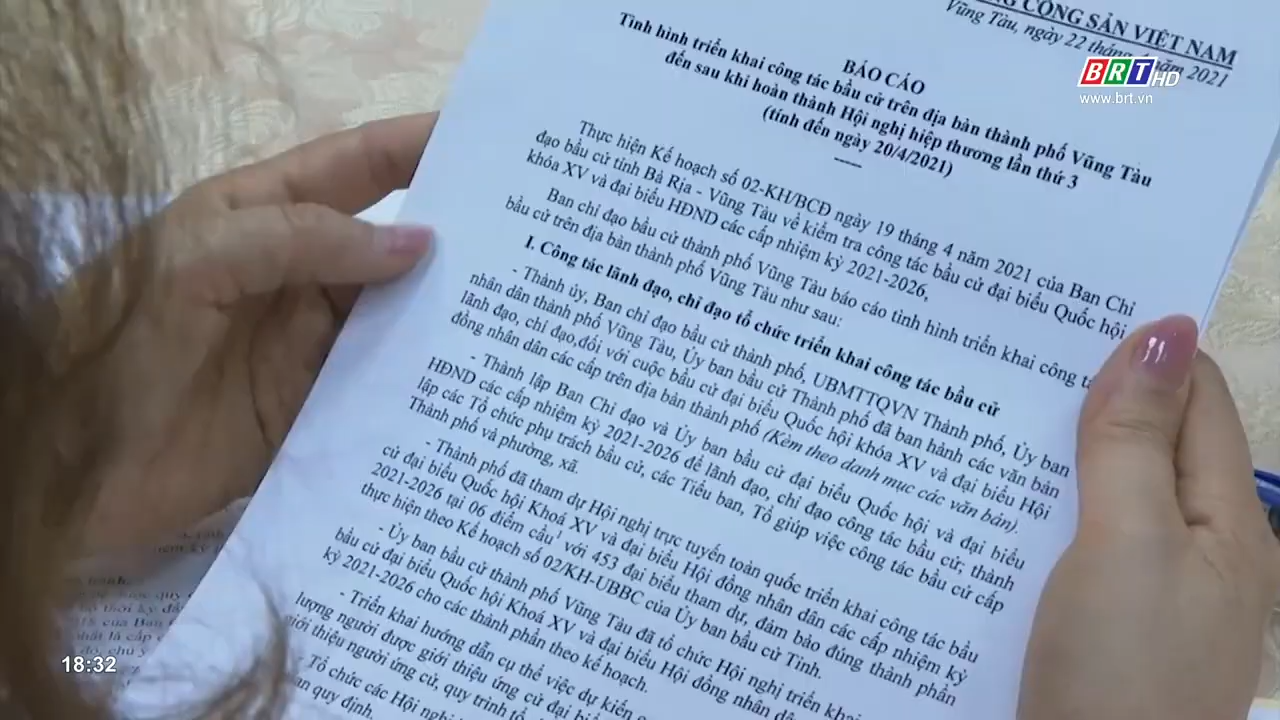 CỘNG SẢN VIỆT NAM
Vũng Tàu, ngày 22 tháng 4 năm 2021
BRT HD
www.brt.vn
BÁO CÁO
Tình hình triển khai công tác bầu cử trên địa bàn thành phố Vũng Tàu
đến sau khi hoàn thành Hội nghị hiệp thương lần thứ 3
(tính đến ngày 20/4/2021)
Thực hiện Kế hoạch số 02-KH/BCĐ ngày 19 tháng 4 năm 2021 của Ban Chỉ
đạo bầu cử tỉnh Bà Rịa - Vũng Tàu về kiểm tra công tác bầu cử đại biểu Quốc hội
khóa XV và đại biểu HĐND các cấp nhiệm kỳ 2021-2026,
Ban chỉ đạo bầu cử thành phố Vũng Tàu báo cáo tình hình triển khai công tá
bầu cử trên địa bàn thành phố Vũng Tàu như sau:
I. Công tác lãnh đạo, chỉ đạo tổ chức triển khai công tác bầu cử
- Thành ủy, Ban chỉ đạo bầu cử thành phố, UBMTTQVN Thành phố, Ủy ban
nhân dân thành phố Vũng Tàu, Ủy ban bầu cử Thành phố đã ban hành các văn bản
lãnh đạo, chỉ đạo,đối với cuộc bầu cử đại biểu Quốc hội khóa XV và đại biểu Hội
đồng nhân dân các cấp trên địa bàn thành phố (Kèm theo danh mục các văn bản).
- Thành lập Ban Chỉ đạo và Ủy ban bầu cử đại biểu Quốc hội và đại biểu
HĐND các cấp nhiệm kỳ 2021-2026 để lãnh đạo, chỉ đạo công tác bầu cử; thành
lập các Tổ chức phụ trách bầu cử, các Tiểu ban, Tổ giúp việc công tác bầu cử cấp
Thành phố và phường, xã.
- Thành phố đã tham dự Hội nghị trực tuyến toàn quốc triển khai công tác bầu
cử đại biểu Quốc hội Khoá XV và đại biểu Hội đồng nhân dân các cấp nhiệm kỳ
2021-2026 tại 06 điểm cầu¹ với 453 đại biểu tham dự, đảm bảo đúng thành phần
thực hiện theo Kế hoạch số 02/KH-UBBC của Ủy ban bầu cử Tỉnh.
- Ủy ban bầu cử thành phố Vũng Tàu đã tổ chức Hội nghị triển khai
bầu cử đại biểu Quốc hội Khoá XV và đại biểu Hội đồng nhân dân
kỳ 2021-2026 cho các thành phần theo kế hoạch.
- Triển khai hướng dẫn cụ thể việc dự kiến
lượng người được giới thiệu ứng cử đại bi
giới thiệu người ứng cử, quy trình
Tổ chức các Hội nghị
quy định.
18:32